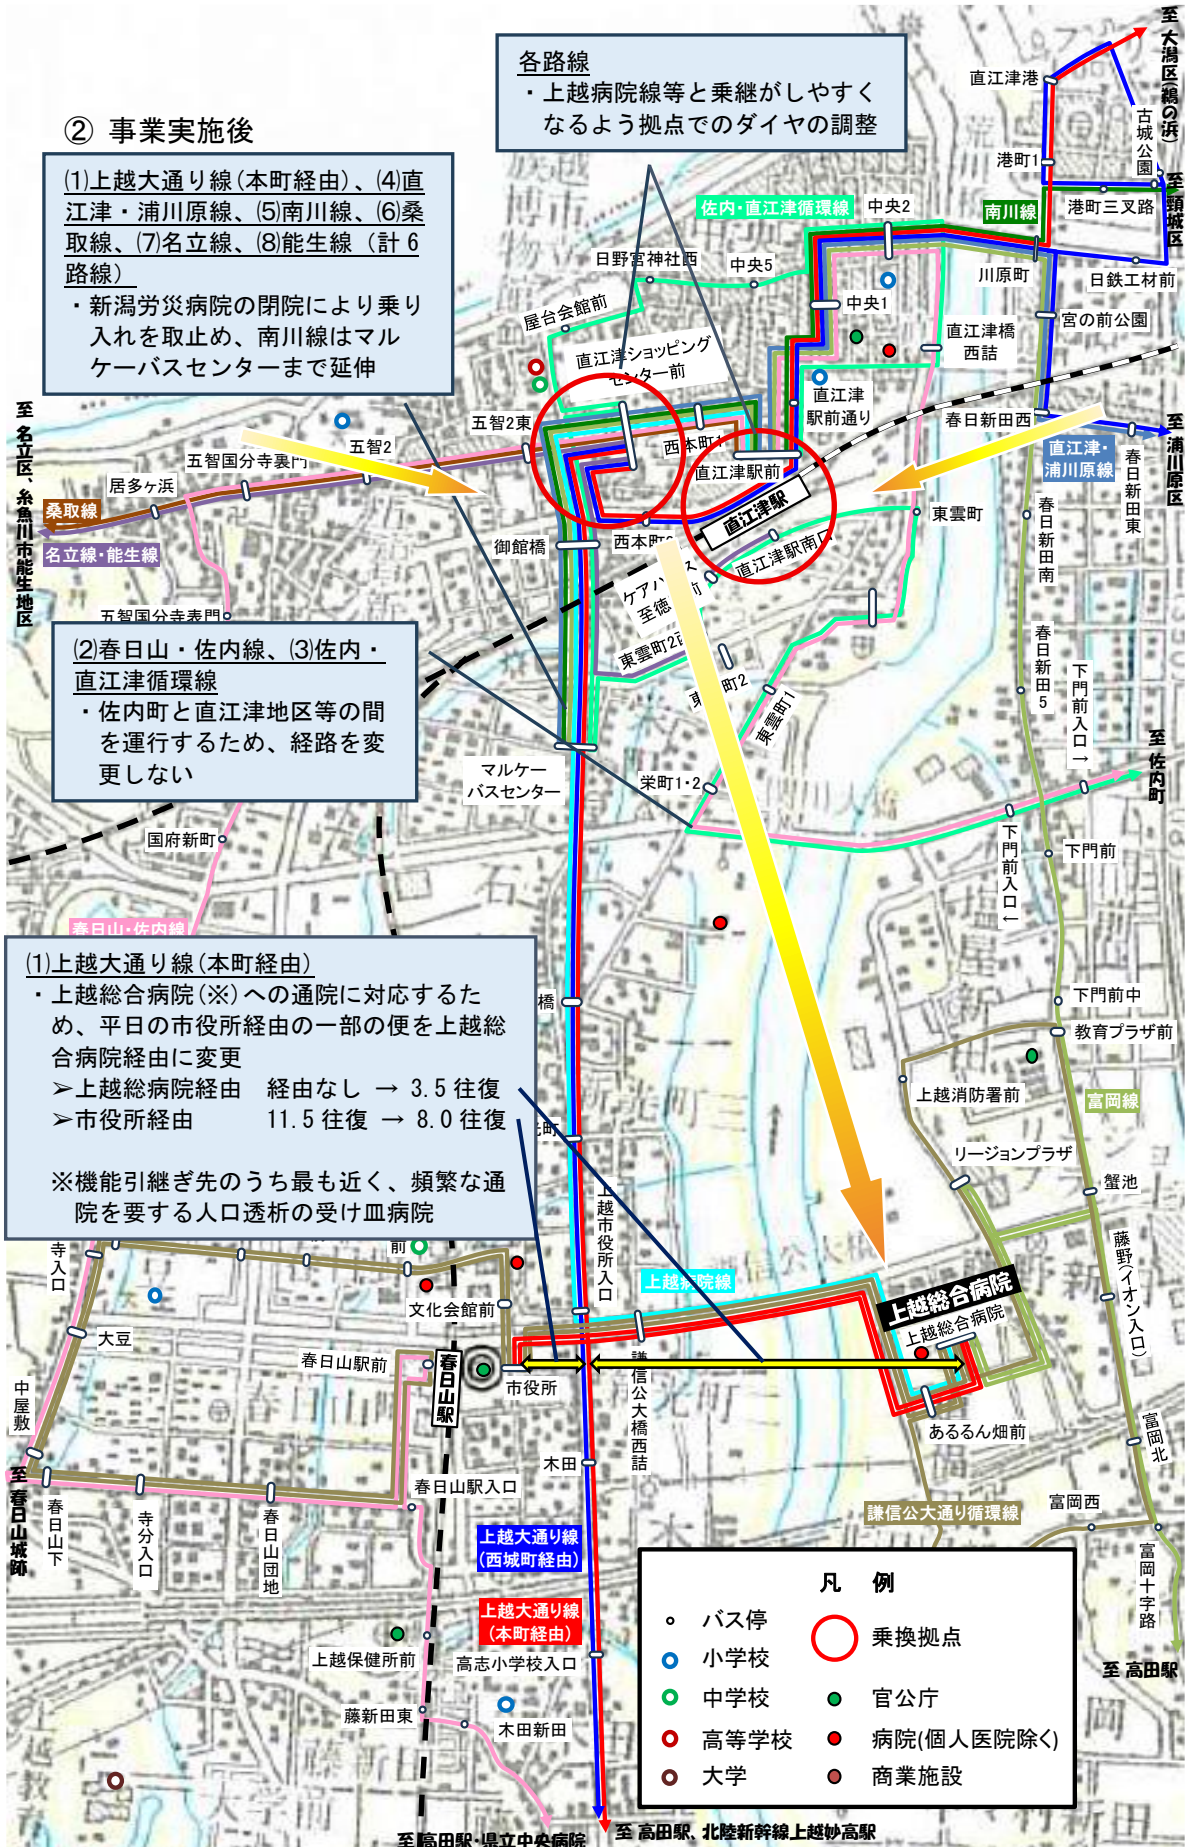 ② 事業実施後
各路線
・上越病院線等と乗継がしやすく
なるよう拠点でのダイヤの調整
⑴上越大通り線(本町経由)、⑷直
江津・浦川原線、⑸南川線、⑹桑
取線、⑺名立線、⑻能生線（計６
路線）
・新潟労災病院の閉院により乗り
入れを取止め、南川線はマル
ケーバスセンターまで延伸
至 大潟区(鵜の浜)
直江津港
古城公園
港町1
港町三叉路
至 頸城区
南川線
佐内・直江津循環線
中央2
日野宮神社西
中央5
川原町
日鉄工材前
屋台会館前
中央1
宮の前公園
直江津橋
西詰
直江津ショッピング
センター前
直江津
駅前通り
春日新田西
至 名立区、糸魚川市能生地区
五智2東
五智2
五智国分寺裏門
西本町1
直江津駅前
直江津・
浦川原線
春日新田東
至 浦川原区
居多ヶ浜
桑取線
名立線・能生線
直江津駅
東雲町
春日新田南
御館橋
西本町
直江津駅南口
五智国分寺表門
東雲町2
東雲町1
春日新田5
下門前入口→
⑵春日山・佐内線、⑶佐内・
直江津循環線
・佐内町と直江津地区等の間
を運行するため、経路を変
更しない
マルケー
バスセンター
栄町1・2
至 佐内町
国府新町
下門前
下門前入口←
春日山・佐内線
⑴上越大通り線(本町経由)
・上越総合病院(※)への通院に対応するた
め、平日の市役所経由の一部の便を上越総
合病院経由に変更
➢上越総病院経由　経由なし → 3.5 往復
➢市役所経由　11.5 往復 → 8.0 往復
※機能引継ぎ先のうち最も近く、頻繁な通
院を要する人口透析の受け皿病院
橋
下門前中
教育プラザ前
上越消防署前
富岡線
町
リージョンプラザ
蟹池
上越市役所入口
寺入口
前
藤野(イオン入口)
上越病院線
文化会館前
上越総合病院
上越総合病院
大豆
春日山駅前
春日山駅
市役所
謙信公大橋西詰
中屋敷
あるるん畑前
富岡北
木田
至 春日山城跡
春日山下
寺分入口
春日山団地
春日山駅入口
富岡西
謙信公大通り循環線
上越大通り線
(西城町経由)
富岡十字路
上越大通り線
(本町経由)
上越保健所前
高志小学校入口
至 高田駅
藤新田東
木田新田
凡　例
バス停
乗換拠点
小学校
中学校
官公庁
高等学校
病院(個人医院除く)
大学
商業施設
至 高田駅・県立中央病院
至 高田駅、北陸新幹線上越妙高駅